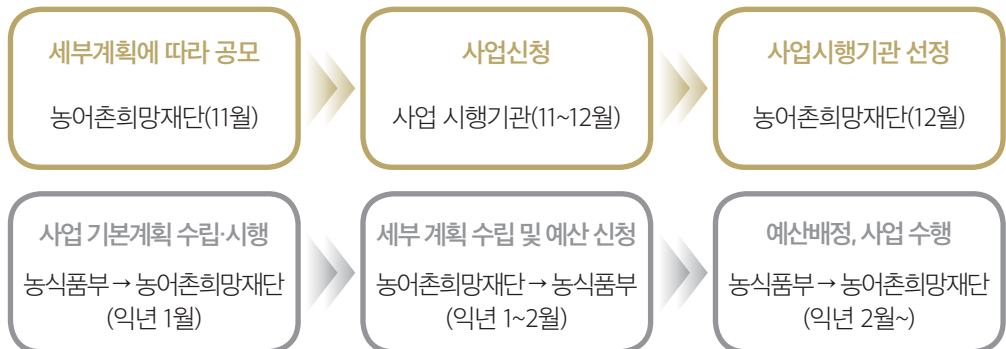 세부계획에 따라 공모
농어촌희망재단(11월)
사업신청
사업 시행기관(11~12월)
사업시행기관 선정
농어촌희망재단(12월)
사업 기본계획 수립·시행
농식품부 → 농어촌희망재단
(익년 1월)
세부 계획 수립 및 예산 신청
농어촌희망재단 → 농식품부
(익년 1~2월)
예산배정, 사업 수행
농식품부 → 농어촌희망재단
(익년 2월~)